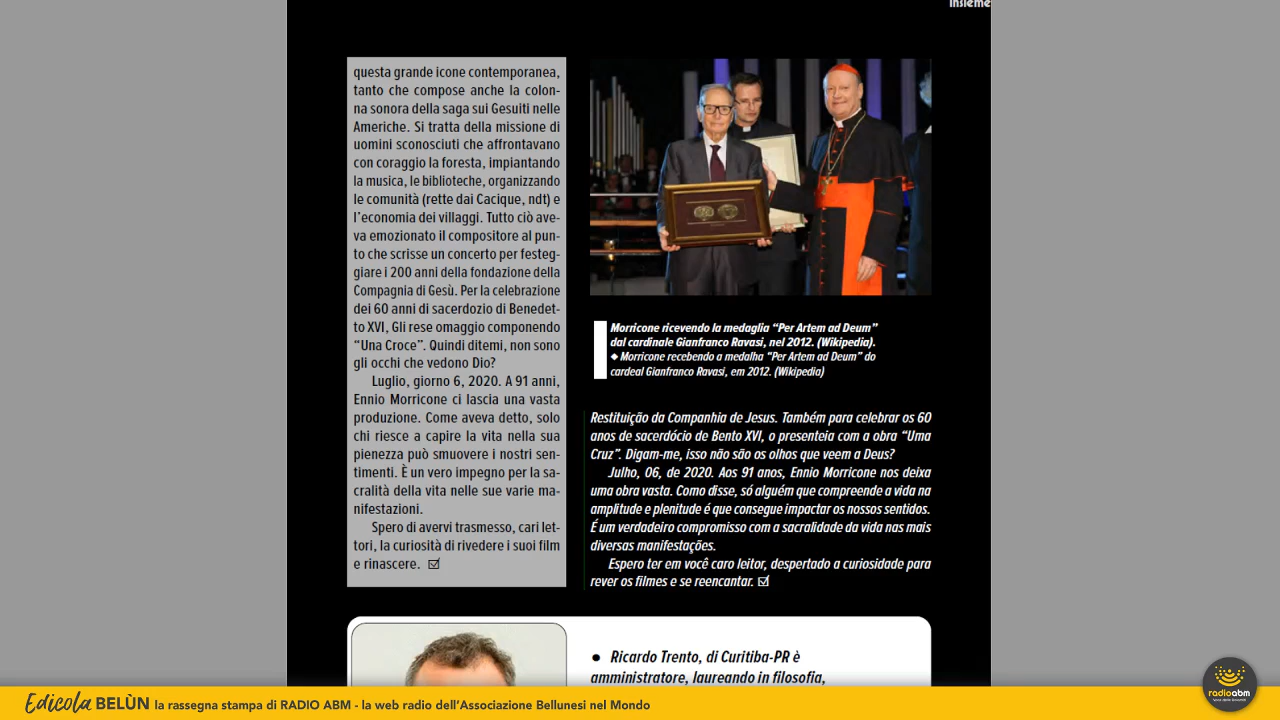 insieme
questa grande icone contemporanea,
tanto che compose anche la colon-
na sonora della saga sui Gesuiti nelle
Americhe. Si tratta della missione di
uomini sconosciuti che affrontavano
con coraggio la foresta, impiantando
la musica, le biblioteche, organizzando
le comunità (rette dai Cacique, ndt) e
l'economia dei villaggi. Tutto ciò ave-
va emozionato il compositore al pun-
to che scrisse un concerto per festeg-
giare i 200 anni della fondazione della
Compagnia di Gesù. Per la celebrazione
dei 60 anni di sacerdozio di Benedet-
to XVI, Gli rese omaggio componendo
“Una Croce”. Quindi ditemi, non sono
gli occhi che vedono Dio?
Luglio, giorno 6, 2020. A 91 anni,
Ennio Morricone ci lascia una vasta
produzione. Come aveva detto, solo
chi riesce a capire la vita nella sua
pienezza può smuovere i nostri sen-
timenti. È un vero impegno per la sa-
cralità della vita nelle sue varie ma-
nifestazioni.
Spero di avervi trasmesso, cari let-
tori, la curiosità di rivedere i suoi film
e rinascere. ☑
Morricone ricevendo la medaglia “Per Artem ad Deum”
dal cardinale Gianfranco Ravasi, nel 2012. (Wikipedia).
◆ Morricone recebendo a medalha “Per Artem ad Deum” do
cardeal Gianfranco Ravasi, em 2012. (Wikipedia)
Restituição da Companhia de Jesus. Também para celebrar os 60
anos de sacerdócio de Bento XVI, o presenteia com a obra “Uma
Cruz”. Digam-me, isso não são os olhos que veem a Deus?
Julho, 06, de 2020. Aos 91 anos, Ennio Morricone nos deixa
uma obra vasta. Como disse, só alguém que compreende a vida na
amplitude e plenitude é que consegue impactar os nossos sentidos.
É um verdadeiro compromisso com a sacralidade da vida nas mais
diversas manifestações.
Espero ter em você caro leitor, despertado a curiosidade para
rever os filmes e se reencantar. ☑
● Ricardo Trento, di Curitiba-PR è
amministratore, laureando in filosofia,
Edicola BELÙN la rassegna stampa di RADIO ABM - la web radio dell'Associazione Bellunesi nel Mondo
radioabm